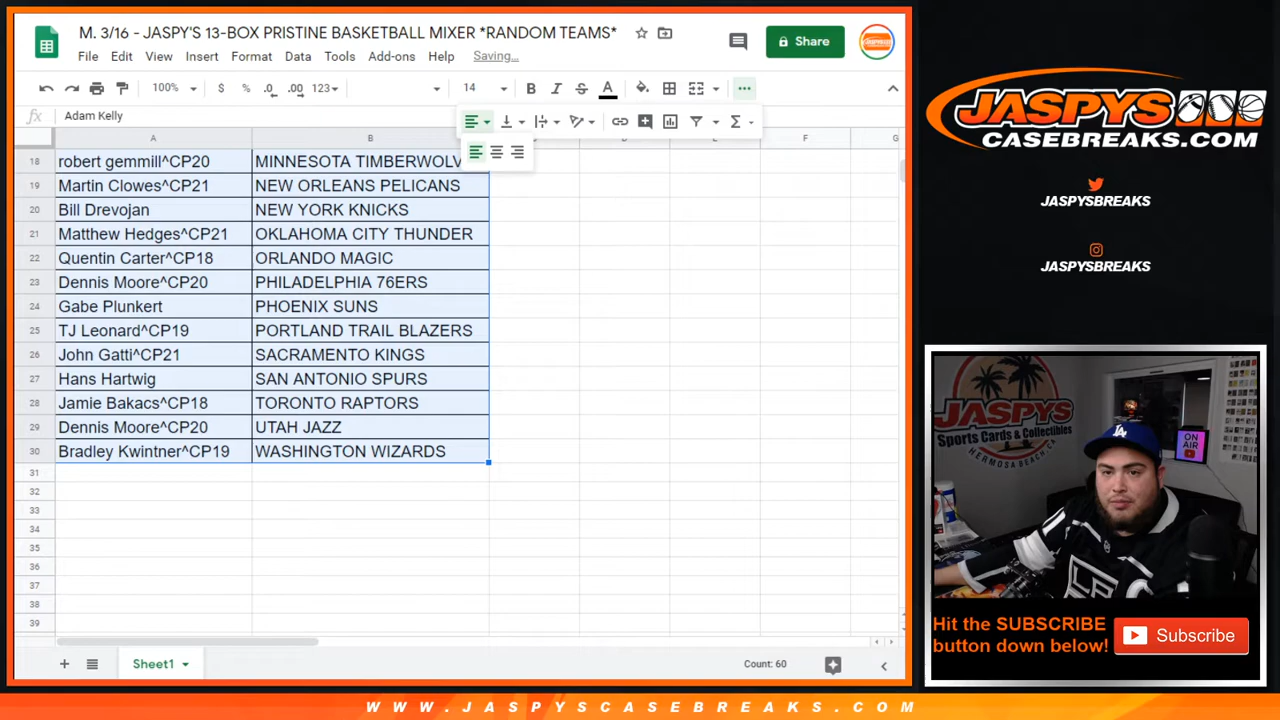 M. 3/16 - JASPY'S 13-BOX PRISTINE BASKETBALL MIXER *RANDOM TEAMS*
File Edit View Insert Format Data Tools Add-ons Help Saving...
Share
100% $ % .0 .00 123 14 B I S A
fx Adam Kelly
A B F G
18 robert gemmill^CP20 MINNESOTA TIMBERWOLV
19 Martin Clowes^CP21 NEW ORLEANS PELICANS
20 Bill Drevojan NEW YORK KNICKS
21 Matthew Hedges^CP21 OKLAHOMA CITY THUNDER
22 Quentin Carter^CP18 ORLANDO MAGIC
23 Dennis Moore^CP20 PHILADELPHIA 76ERS
24 Gabe Plunkert PHOENIX SUNS
25 TJ Leonard^CP19 PORTLAND TRAIL BLAZERS
26 John Gatti^CP21 SACRAMENTO KINGS
27 Hans Hartwig SAN ANTONIO SPURS
28 Jamie Bakacs^CP18 TORONTO RAPTORS
29 Dennis Moore^CP20 UTAH JAZZ
30 Bradley Kwintner^CP19 WASHINGTON WIZARDS
31
32
33
34
35
36
37
38
39
Sheet1
Count: 60
JASPYS
CASEBREAKS.COM
JASPYSBREAKS
JASPYSBREAKS
JASPYS
Sports Cards & Collectibles
HERMOSA BEACH, CA
ON AIR
LA
LA
Hit the SUBSCRIBE
button down below!
Subscribe
WWW.JASPYSCASEBREAKS.COM